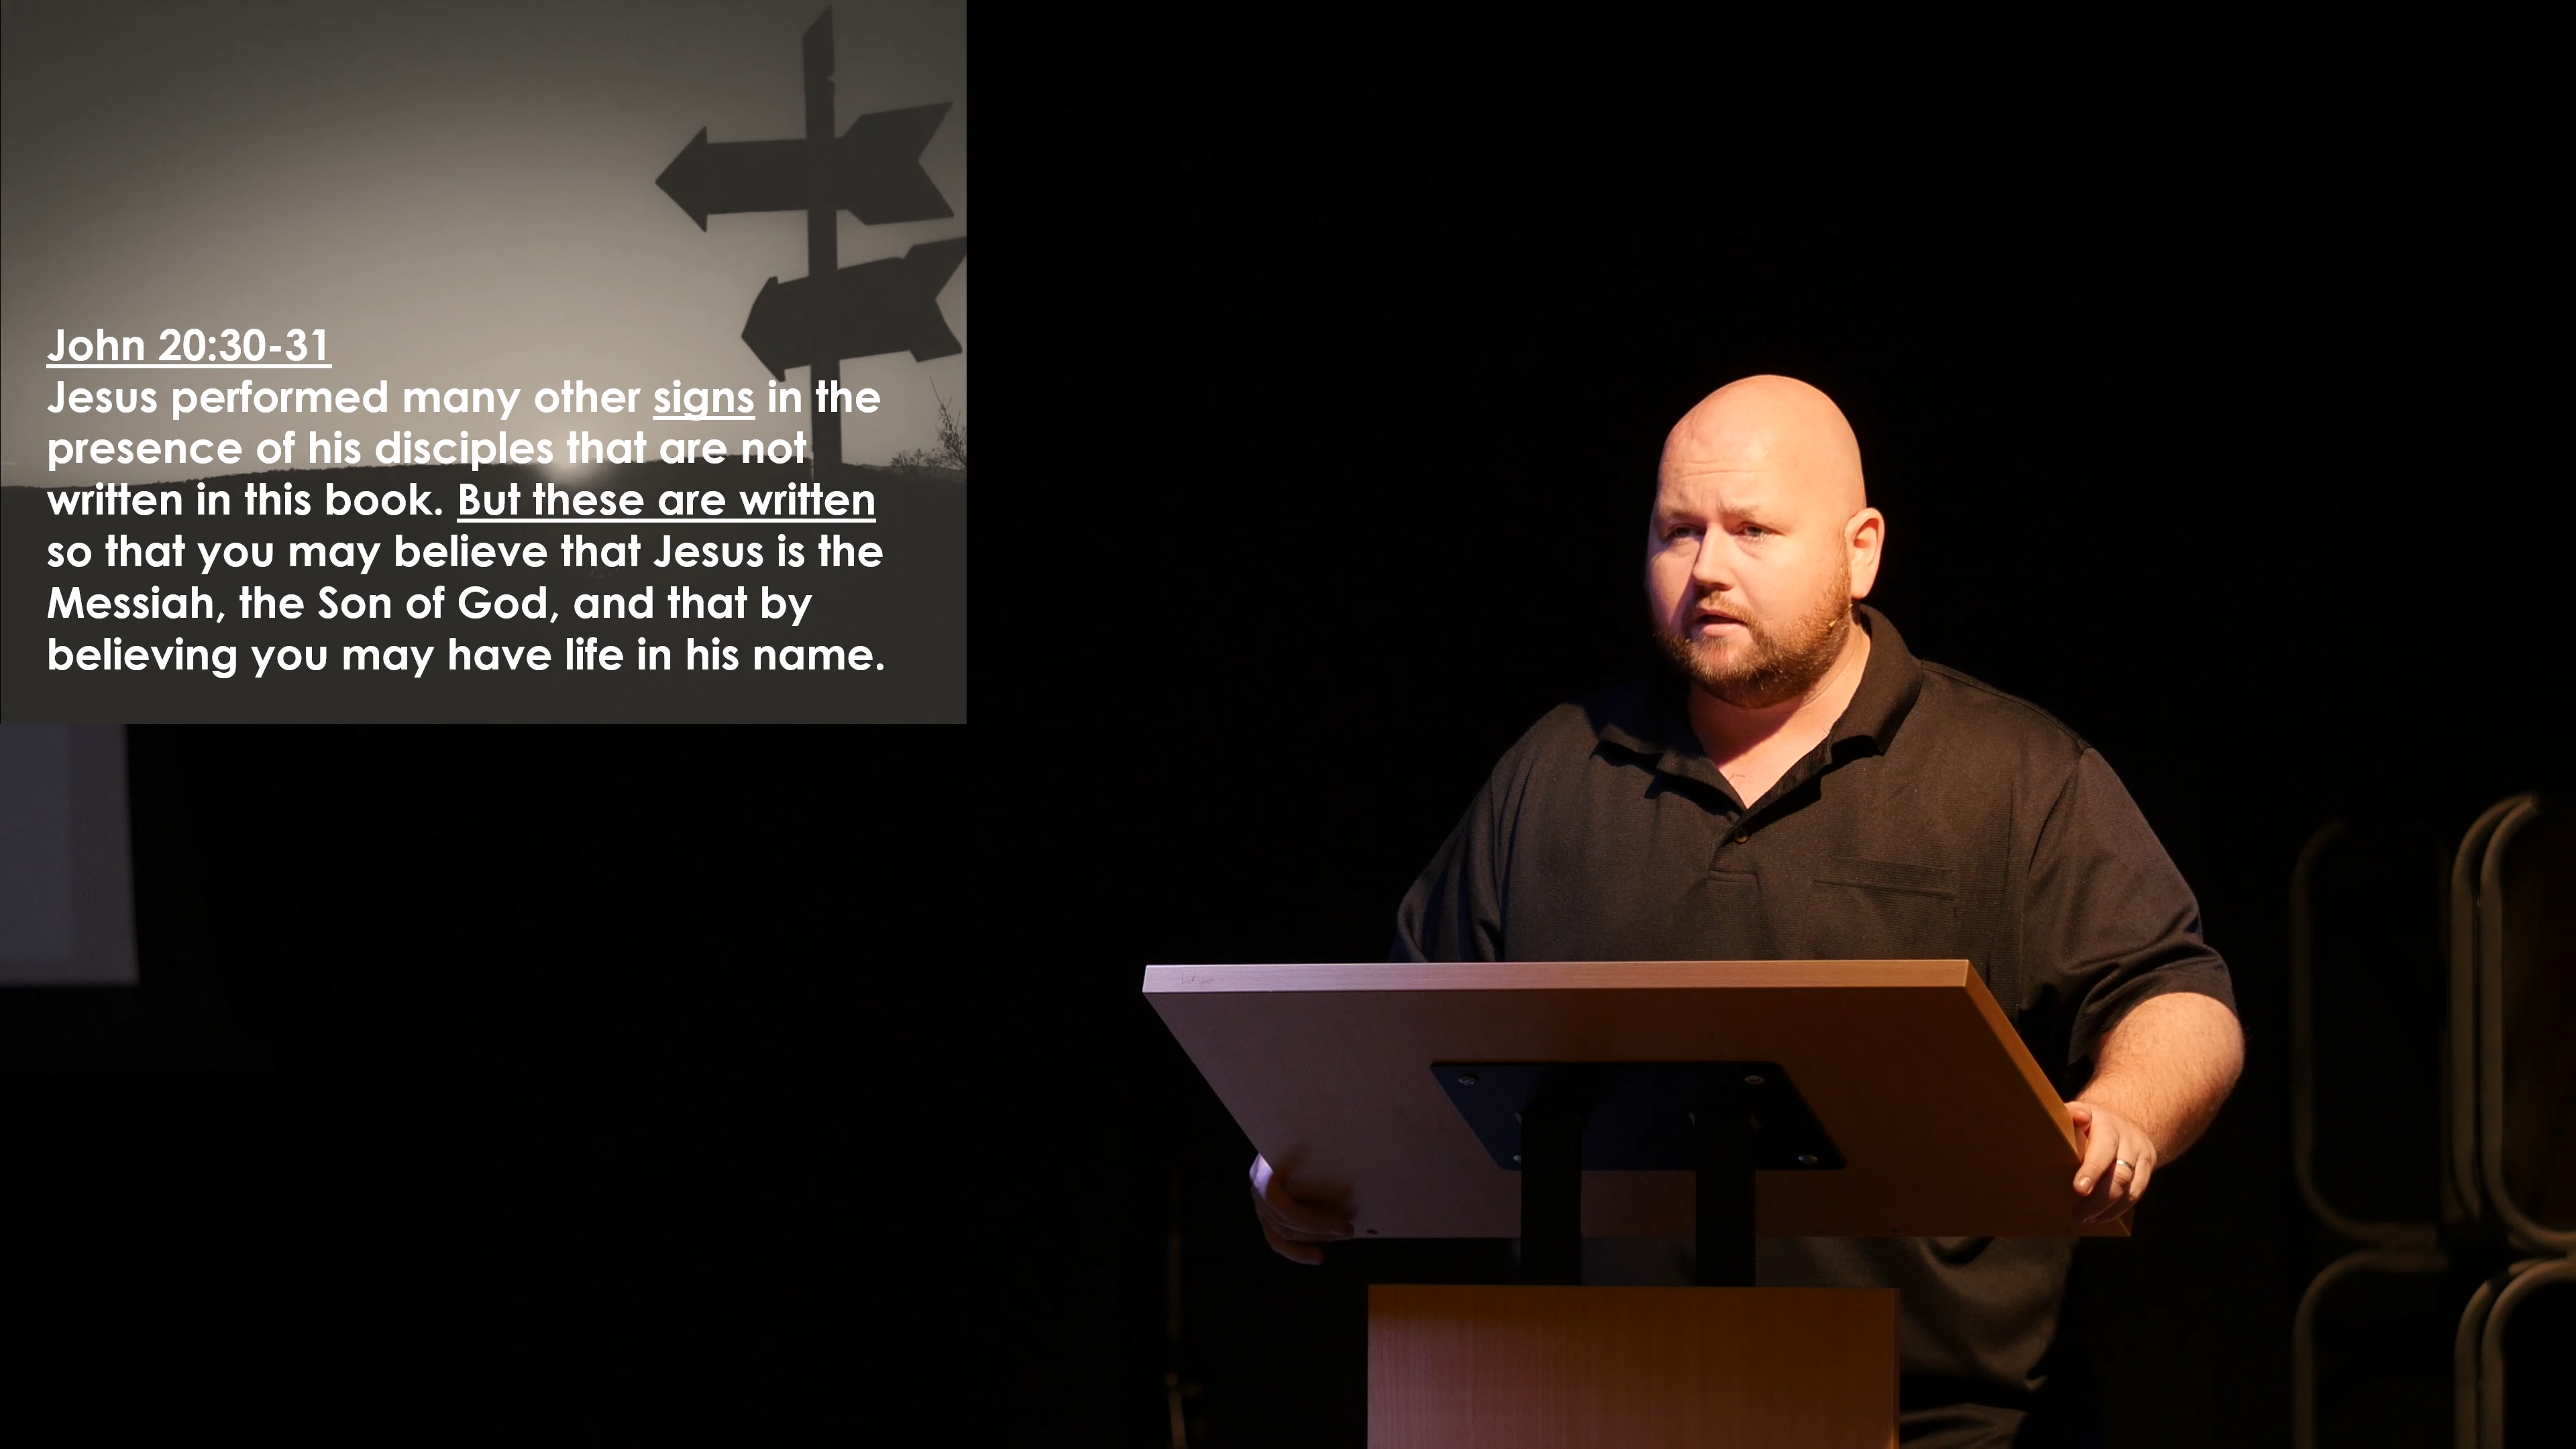 John 20:30-31
Jesus performed many other signs in the
presence of his disciples that are not
written in this book. But these are written
so that you may believe that Jesus is the
Messiah, the Son of God, and that by
believing you may have life in his name.